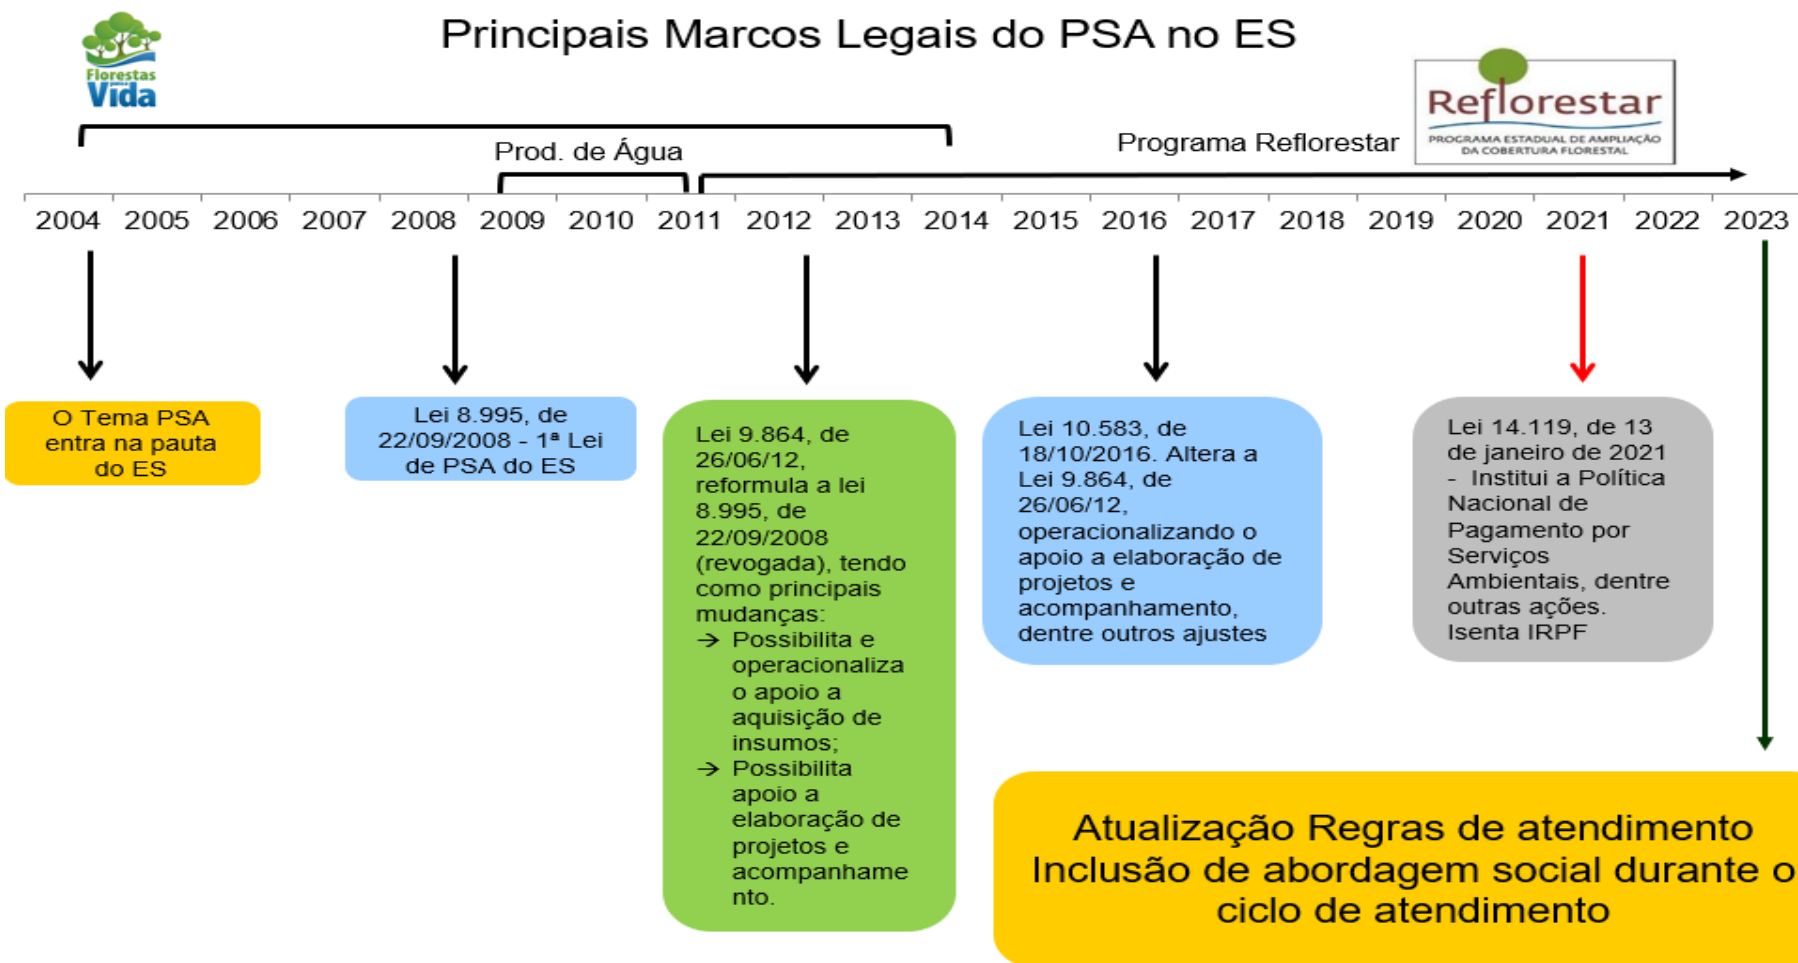 Principais Marcos Legais do PSA no ES
Florestas
Vida
Reflorestar
PROGRAMA ESTADUAL DE AMPLIAÇÃO
DA COBERTURA FLORESTAL
Programa Reflorestar
Prod. de Água
2004 2005 2006 2007 2008 2009 2010 2011 2012 2013 2014 2015 2016 2017 2018 2019 2020 2021 2022 2023
O Tema PSA
entra na pauta
do ES
Lei 8.995, de
22/09/2008 - 1ª Lei
de PSA do ES
Lei 9.864, de
26/06/12,
reformula a lei
8.995, de
22/09/2008
(revogada), tendo
como principais
mudanças:
→ Possibilita e
operacionaliza
o apoio a
aquisição de
insumos;
→ Possibilita
apoio a
elaboração de
projetos e
acompanhame
nto.
Lei 10.583, de
18/10/2016. Altera a
Lei 9.864, de
26/06/12,
operacionalizando o
apoio a elaboração de
projetos e
acompanhamento,
dentre outros ajustes
Lei 14.119, de 13
de janeiro de 2021
- Institui a Política
Nacional de
Pagamento por
Serviços
Ambientais, dentre
outras ações.
Isenta IRPF
Atualização Regras de atendimento
Inclusão de abordagem social durante o
ciclo de atendimento